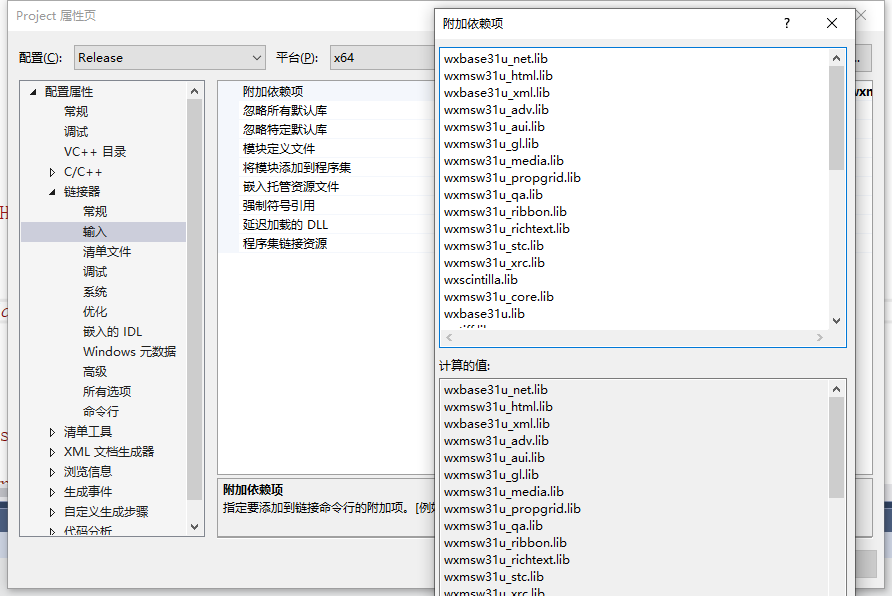 Project 属性页
配置(C):
Release
平台(P):
x64
配置属性
常规
调试
VC++ 目录
C/C++
链接器
常规
输入
清单文件
调试
系统
优化
嵌入的 IDL
Windows 元数据
高级
所有选项
命令行
清单工具
XML 文档生成器
浏览信息
生成事件
自定义生成步骤
代码分析
附加依赖项
忽略所有默认库
忽略特定默认库
模块定义文件
将模块添加到程序集
嵌入托管资源文件
强制符号引用
延迟加载的 DLL
程序集链接资源
附加依赖项
指定要添加到链接命令行的附加项。[例如
附加依赖项
?
wxbase31u_net.lib
wxmsw31u_html.lib
wxbase31u_xml.lib
wxmsw31u_adv.lib
wxmsw31u_aui.lib
wxmsw31u_gl.lib
wxmsw31u_media.lib
wxmsw31u_propgrid.lib
wxmsw31u_qa.lib
wxmsw31u_ribbon.lib
wxmsw31u_richtext.lib
wxmsw31u_stc.lib
wxmsw31u_xrc.lib
wxscintilla.lib
wxmsw31u_core.lib
wxbase31u.lib
计算的值:
wxbase31u_net.lib
wxmsw31u_html.lib
wxbase31u_xml.lib
wxmsw31u_adv.lib
wxmsw31u_aui.lib
wxmsw31u_gl.lib
wxmsw31u_media.lib
wxmsw31u_propgrid.lib
wxmsw31u_qa.lib
wxmsw31u_ribbon.lib
wxmsw31u_richtext.lib
wxmsw31u_stc.lib
wxmsw31u_xrc.lib